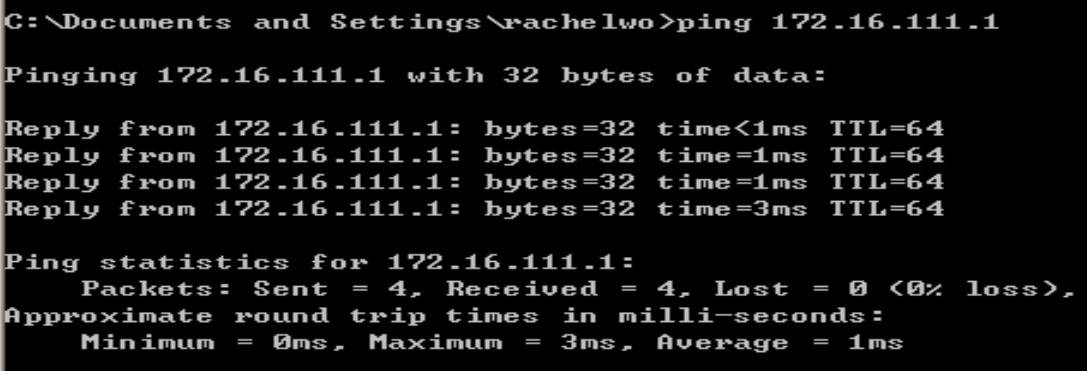 C:\Documents and Settings\rachelwo>ping 172.16.111.1
Pinging 172.16.111.1 with 32 bytes of data:
Reply from 172.16.111.1: bytes=32 time<1ms TTL=64
Reply from 172.16.111.1: bytes=32 time=1ms TTL=64
Reply from 172.16.111.1: bytes=32 time=1ms TTL=64
Reply from 172.16.111.1: bytes=32 time=3ms TTL=64
Ping statistics for 172.16.111.1:
Packets: Sent = 4, Received = 4, Lost = 0 (0% loss),
Approximate round trip times in milli-seconds:
Minimum = 0ms, Maximum = 3ms, Average = 1ms